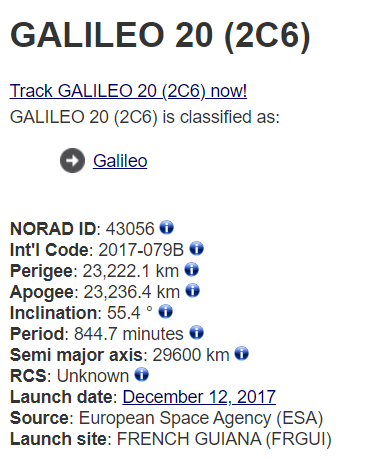 GALILEO 20 (2C6)
Track GALILEO 20 (2C6) now!
GALILEO 20 (2C6) is classified as:
Galileo
NORAD ID: 43056
Int'l Code: 2017-079B
Perigee: 23,222.1 km
Apogee: 23,236.4 km
Inclination: 55.4 °
Period: 844.7 minutes
Semi major axis: 29600 km
RCS: Unknown
Launch date: December 12, 2017
Source: European Space Agency (ESA)
Launch site: FRENCH GUIANA (FRGUI)